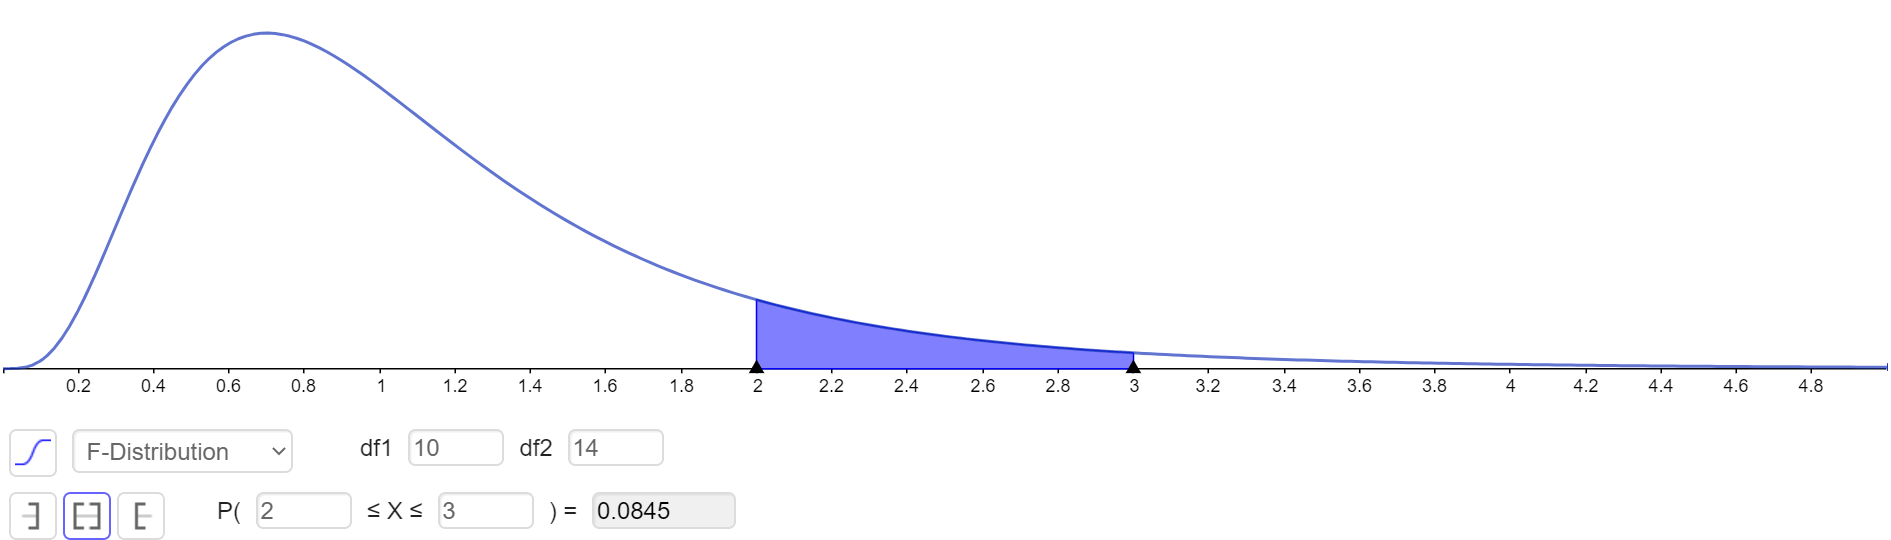 0.2 0.4 0.6 0.8 1 1.2 1.4 1.6 1.8 2 2.2 2.4 2.6 2.8 3 3.2 3.4 3.6 3.8 4 4.2 4.4 4.6 4.8
F-Distribution df1 10 df2 14
P( 2 ≤ X ≤ 3 ) = 0.0845